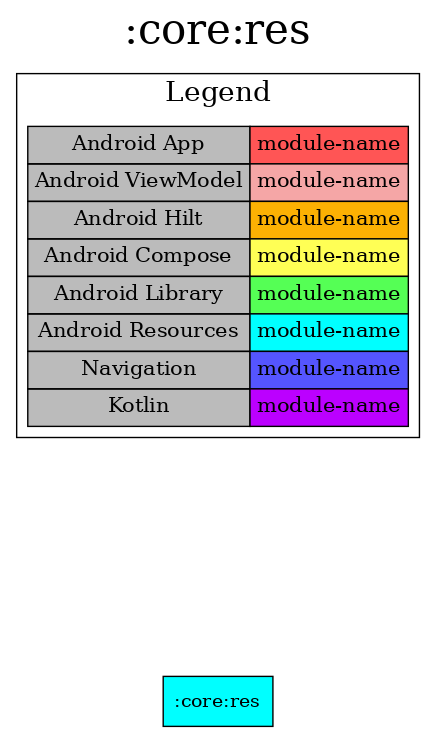 :core:res
Legend
Android App module-name
Android ViewModel module-name
Android Hilt module-name
Android Compose module-name
Android Library module-name
Android Resources module-name
Navigation module-name
Kotlin module-name
:core:res